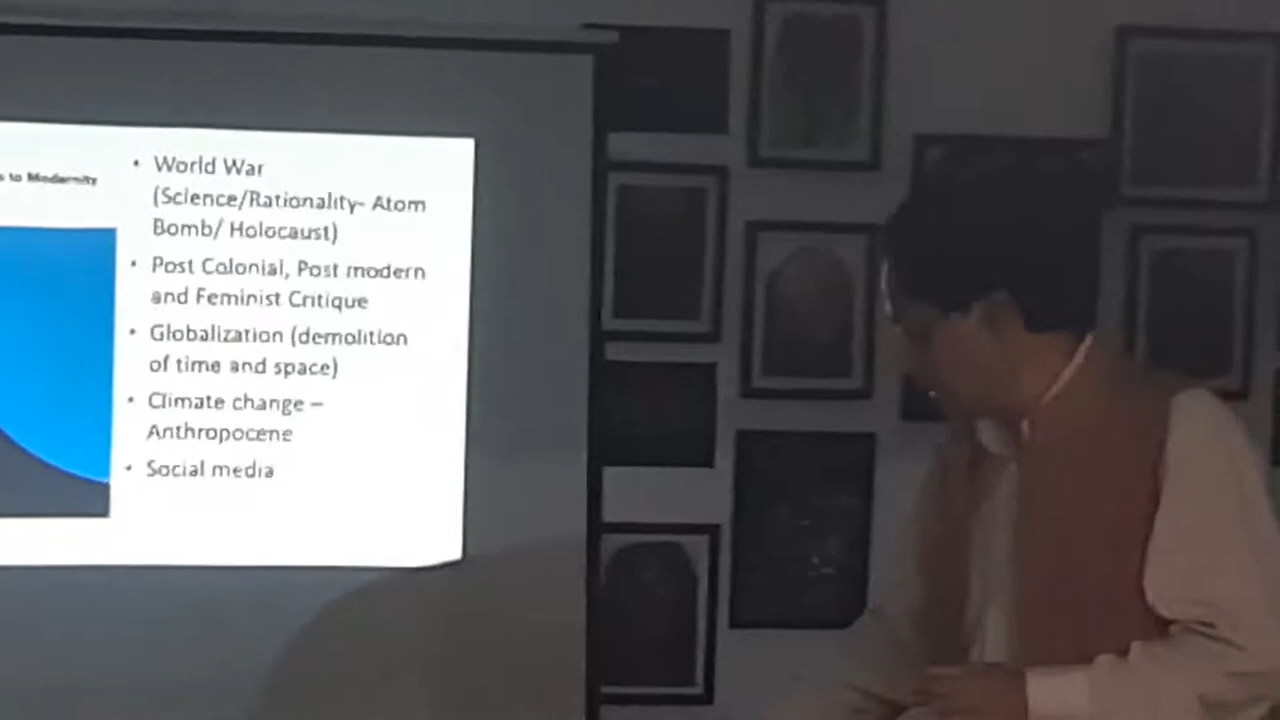 s to Modernity
• World War
(Science/Rationality- Atom
Bomb/ Holocaust)
• Post Colonial, Post modern
and Feminist Critique
• Globalization (demolition
of time and space)
• Climate change –
Anthropocene
• Social media